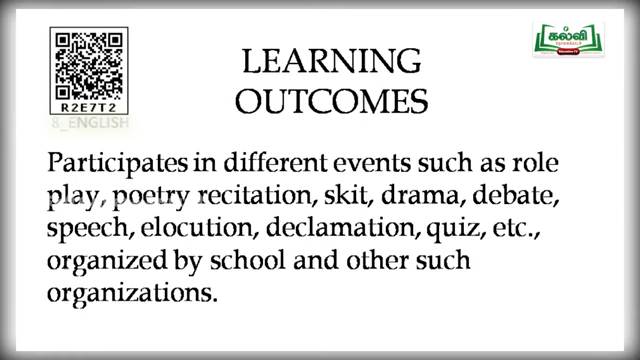 கல்வி
R2E7T2
8_ENGLISH
LEARNING
OUTCOMES
Participates in different events such as role
play, poetry recitation, skit, drama, debate,
speech, elocution, declamation, quiz, etc.,
organized by school and other such
organizations.